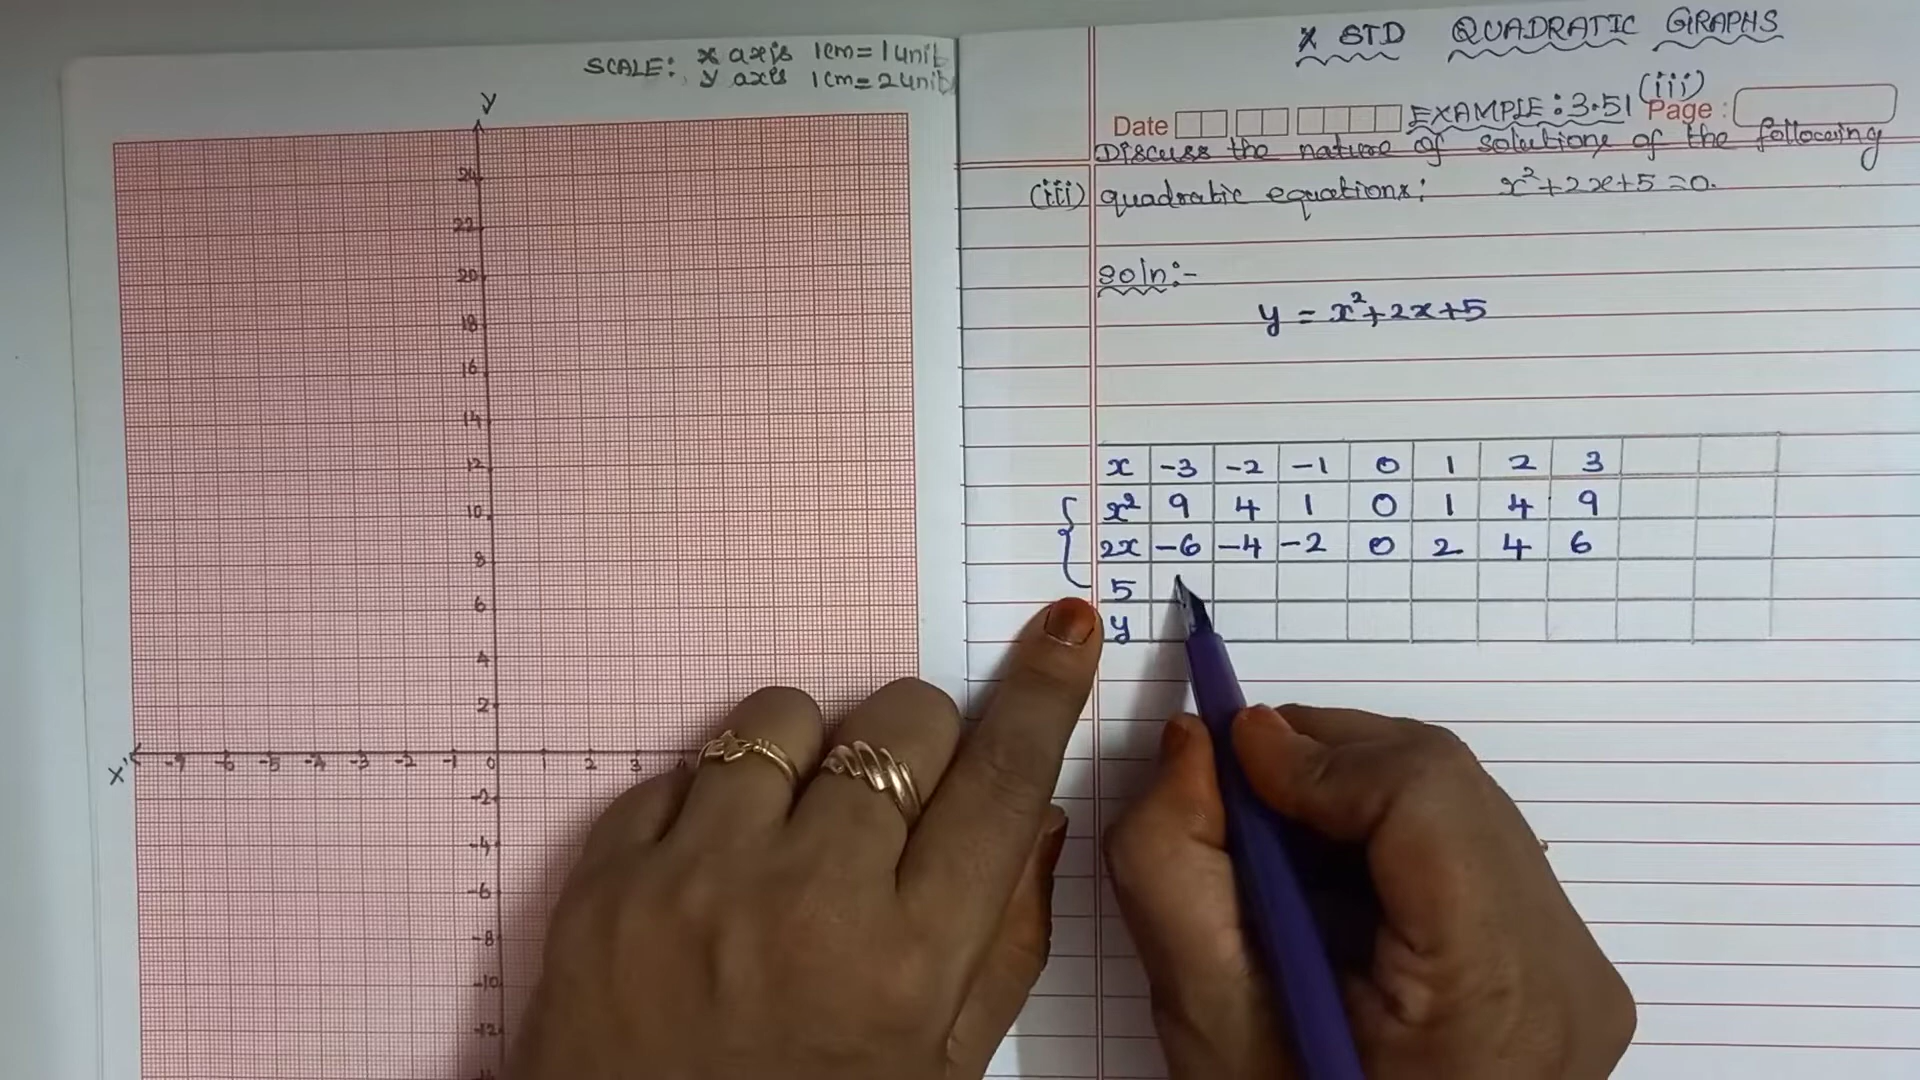 SCALE: x axis 1cm=1unit
y axis 1cm=2unit
Y
24
22
20
18
16
14
12
10
8
6
4
2
X' -7 -6 -5 -4 -3 -2 -1 0 1 2 3
-2
-4
-6
-8
-10
-12
X STD QUADRATIC GRAPHS
Date EXAMPLE: 3.51 (iii) Page :
Discuss the nature of solutions of the following
(iii) quadratic equations: x²+2x+5=0.
Soln:-
y = x²+2x+5
x -3 -2 -1 0 1 2 3
x² 9 4 1 0 1 4 9
2x -6 -4 -2 0 2 4 6
5
y